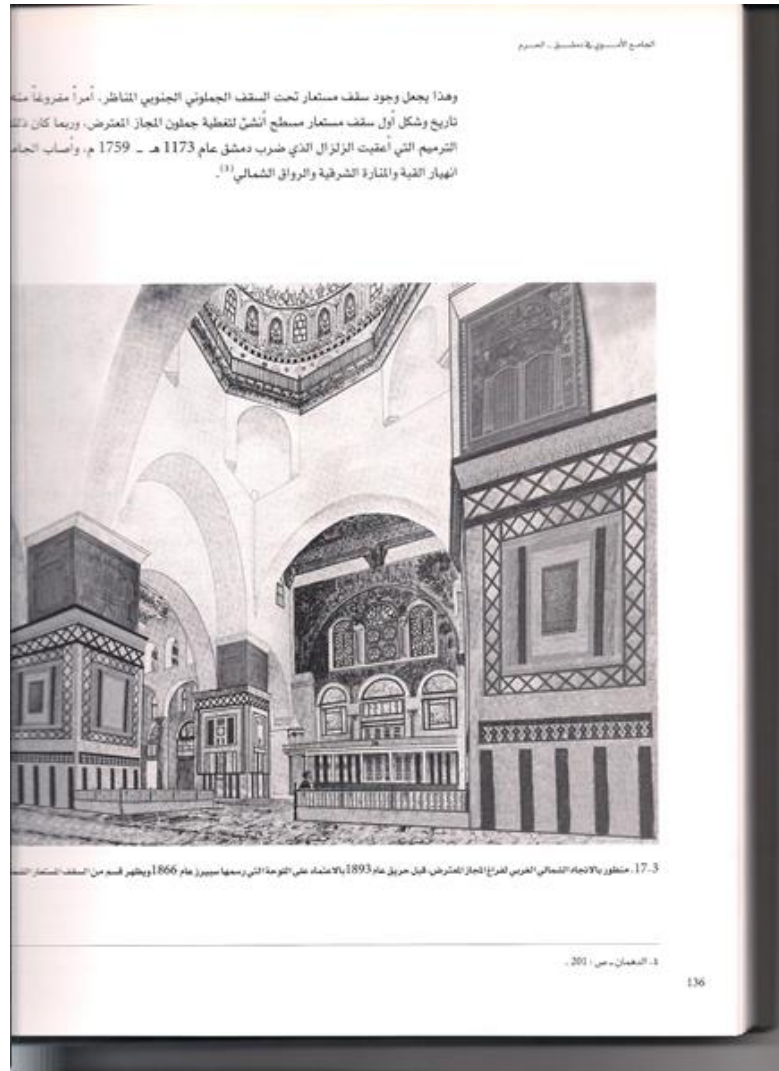 الجامع الأموي في دمشق ـ الحرم
وهذا يجعل وجود سقف مستعار تحت السقف الجملوني الجنوبي المناظر، أمراً مفروغاً منه
تاريخ وشكل أول سقف مستعار مسطح أنشئ لتغطية جملون المجاز المعترض، وربما كان ذلك
الترميم التي أعقبت الزلزال الذي ضرب دمشق عام 1173 هـ ـ 1759 م، وأصاب
انهيار القبة والمنارة الشرقية والرواق الشمالي(1).
17.3. منظور بالاتجاه الشمالي الغربي لفراغ المجاز المعترض، قبل حريق عام 1893 بالاعتماد على اللوحة التي رسمها سبيرز عام 1866 ويظهر قسم من السقف المستعار
1. الدهمان ـ ص: 201.
136